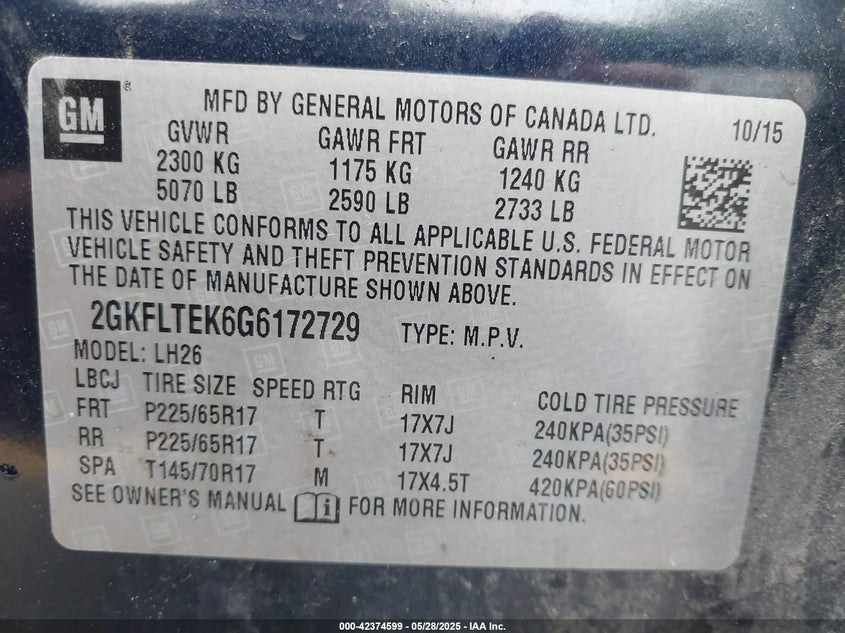 GM ®
MFD BY GENERAL MOTORS OF CANADA LTD. 10/15
GVWR GAWR FRT GAWR RR
2300 KG 1175 KG 1240 KG
5070 LB 2590 LB 2733 LB
THIS VEHICLE CONFORMS TO ALL APPLICABLE U.S. FEDERAL MOTOR
VEHICLE SAFETY AND THEFT PREVENTION STANDARDS IN EFFECT ON
THE DATE OF MANUFACTURE SHOWN ABOVE.
2GKFLTEK6G6172729 TYPE: M.P.V.
MODEL: LH26
LBCJ TIRE SIZE SPEED RTG RIM COLD TIRE PRESSURE
FRT P225/65R17 T 17X7J 240KPA(35PSI)
RR P225/65R17 T 17X7J 240KPA(35PSI)
SPA T145/70R17 M 17X4.5T 420KPA(60PSI)
SEE OWNER'S MANUAL i FOR MORE INFORMATION.
000-42374599 — 05/28/2025 — IAA Inc.